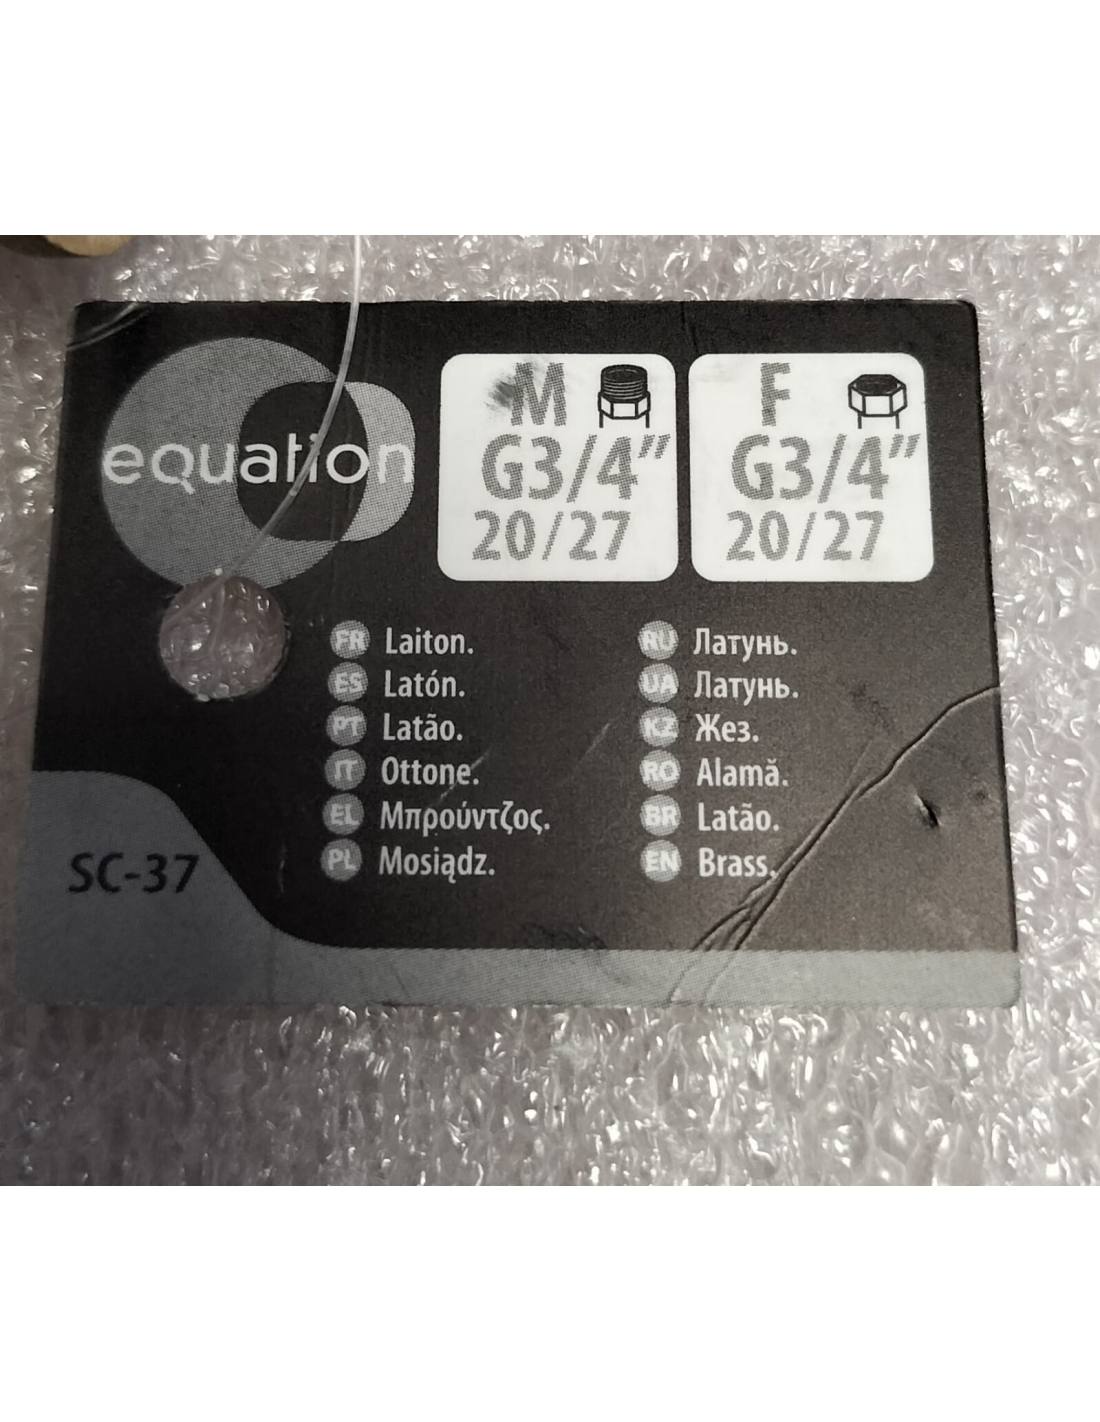 equation
M
G3/4"
20/27
F
G3/4"
20/27
FR Laiton.
ES Latón.
PT Latão.
IT Ottone.
EL Μπρούντζος.
PL Mosiądz.
RU Латунь.
UA Латунь.
KZ Жез.
RO Alamă.
BR Latão.
EN Brass.
SC-37